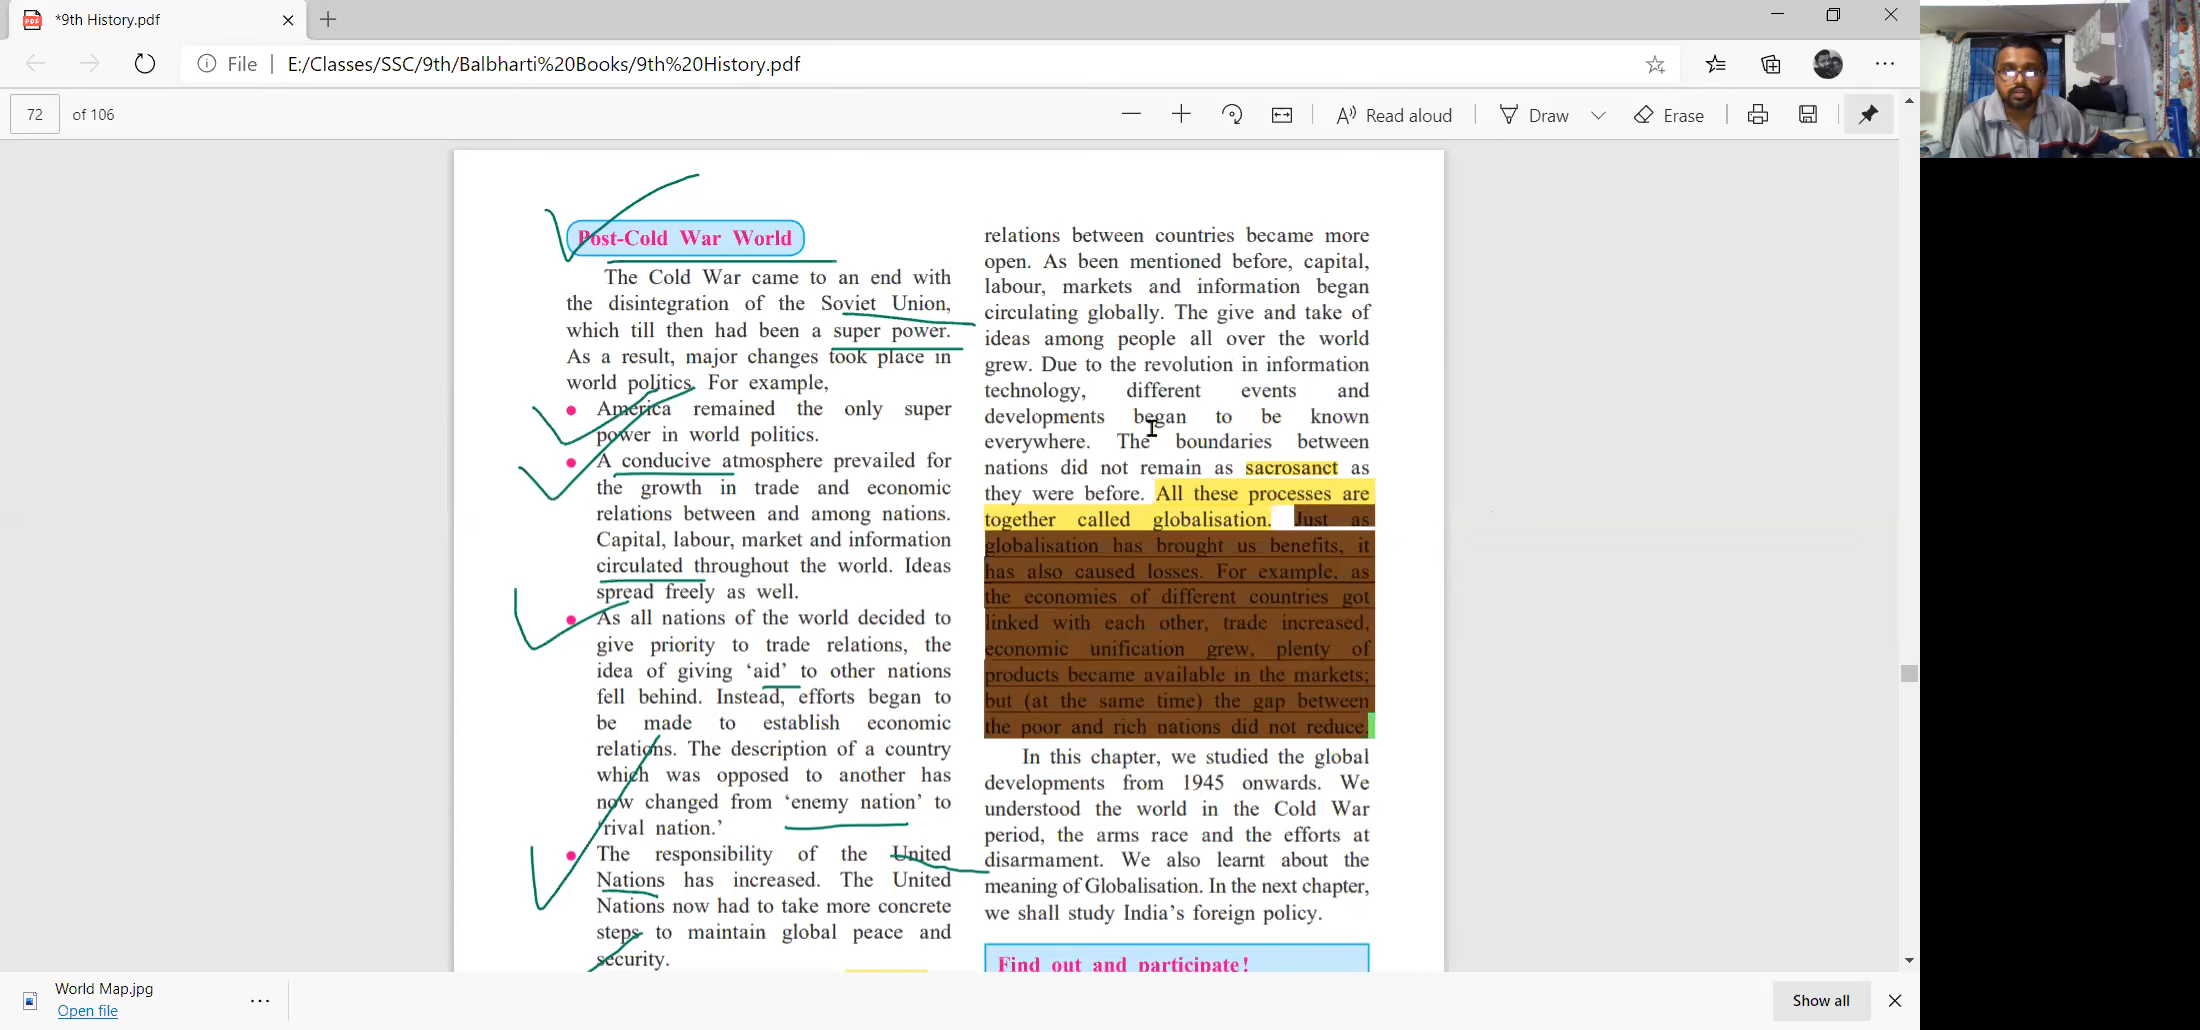 *9th History.pdf
File | E:/Classes/SSC/9th/Balbharti%20Books/9th%20History.pdf
72 of 106
Read aloud
Draw
Erase
Post-Cold War World
The Cold War came to an end with
the disintegration of the Soviet Union,
which till then had been a super power.
As a result, major changes took place in
world politics. For example,
• America remained the only super
power in world politics.
• A conducive atmosphere prevailed for
the growth in trade and economic
relations between and among nations.
Capital, labour, market and information
circulated throughout the world. Ideas
spread freely as well.
• As all nations of the world decided to
give priority to trade relations, the
idea of giving ‘aid’ to other nations
fell behind. Instead, efforts began to
be made to establish economic
relations. The description of a country
which was opposed to another has
now changed from ‘enemy nation’ to
‘rival nation.’
• The responsibility of the United
Nations has increased. The United
Nations now had to take more concrete
steps to maintain global peace and
security.
relations between countries became more
open. As been mentioned before, capital,
labour, markets and information began
circulating globally. The give and take of
ideas among people all over the world
grew. Due to the revolution in information
technology, different events and
developments began to be known
everywhere. The boundaries between
nations did not remain as sacrosanct as
they were before. All these processes are
together called globalisation. Just as
globalisation has brought us benefits, it
has also caused losses. For example, as
the economies of different countries got
linked with each other, trade increased,
economic unification grew, plenty of
products became available in the markets;
but (at the same time) the gap between
the poor and rich nations did not reduce.
In this chapter, we studied the global
developments from 1945 onwards. We
understood the world in the Cold War
period, the arms race and the efforts at
disarmament. We also learnt about the
meaning of Globalisation. In the next chapter,
we shall study India’s foreign policy.
Find out and participate!
World Map.jpg
Open file
Show all